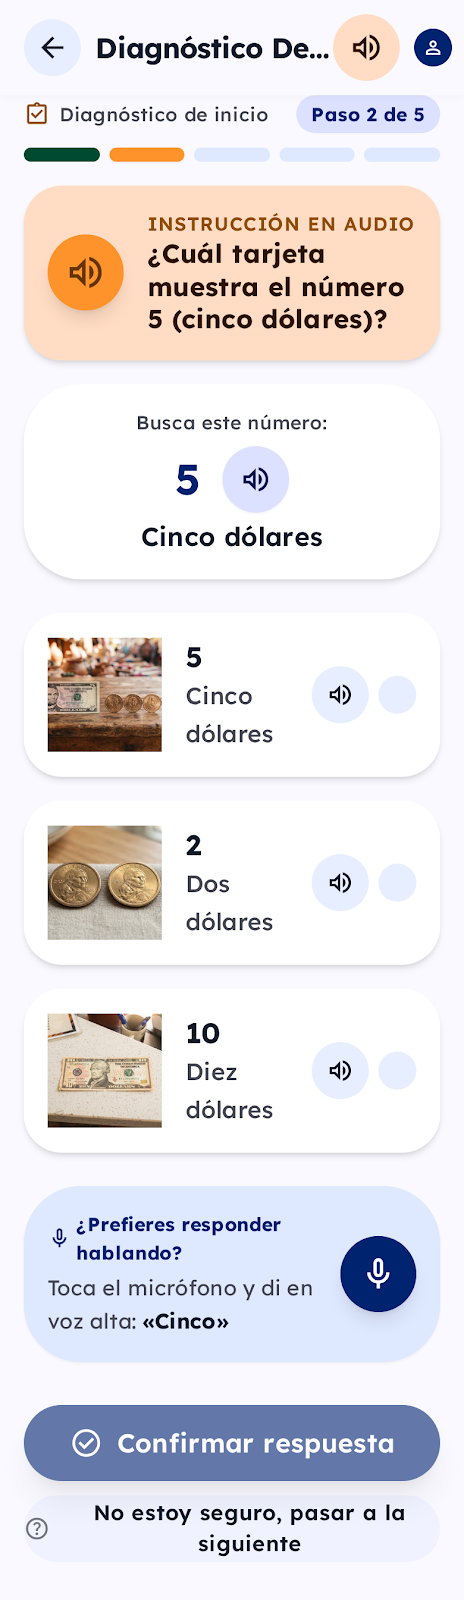 Diagnóstico De...
Diagnóstico de inicio
Paso 2 de 5
INSTRUCCIÓN EN AUDIO
¿Cuál tarjeta
muestra el número
5 (cinco dólares)?
Busca este número:
5
Cinco dólares
5
Cinco
dólares
2
Dos
dólares
10
Diez
dólares
¿Prefieres responder
hablando?
Toca el micrófono y di en
voz alta: «Cinco»
Confirmar respuesta
No estoy seguro, pasar a la
siguiente